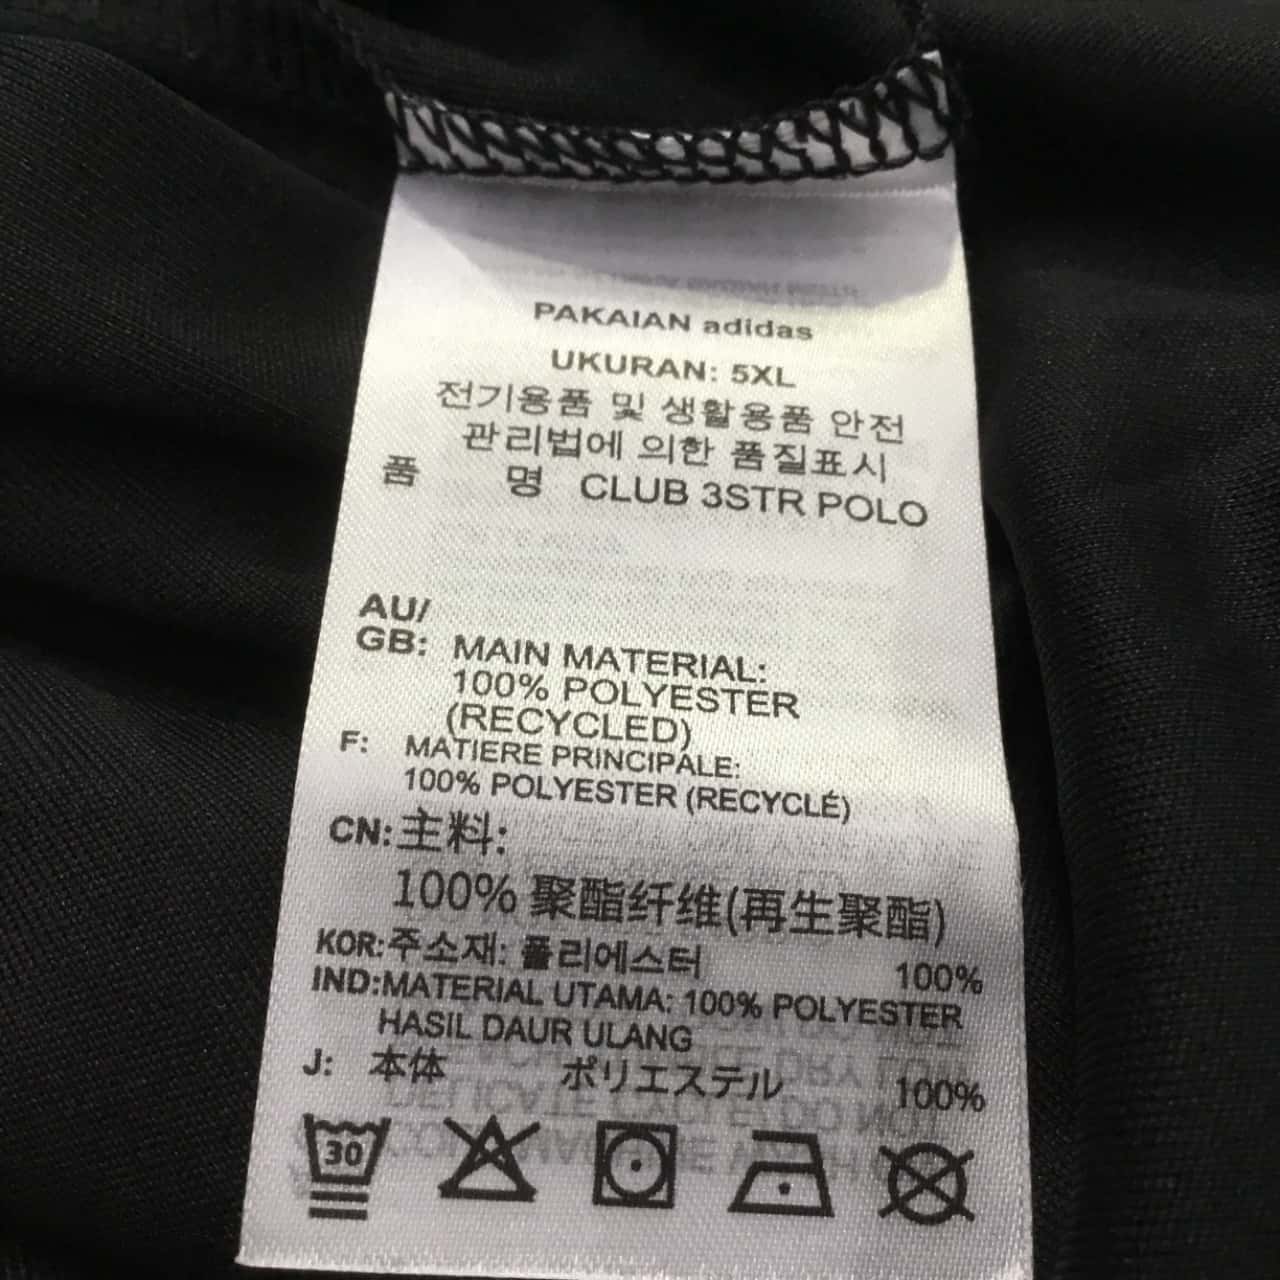 PAKAIAN adidas
UKURAN: 5XL
전기용품 및 생활용품 안전
관리법에 의한 품질표시
품 명 CLUB 3STR POLO
AU/
GB: MAIN MATERIAL:
100% POLYESTER
(RECYCLED)
F: MATIERE PRINCIPALE:
100% POLYESTER (RECYCLÉ)
CN:主料:
100% 聚酯纤维(再生聚酯)
KOR:주소재: 폴리에스터 100%
IND:MATERIAL UTAMA: 100% POLYESTER
HASIL DAUR ULANG
J: 本体 ポリエステル 100%
30